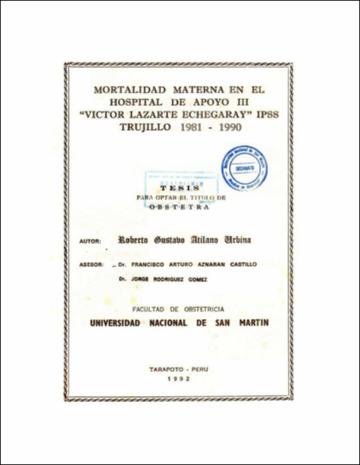 MORTALIDAD MATERNA EN EL
HOSPITAL DE APOYO III
"VICTOR LAZARTE ECHEGARAY" IPSS
TRUJILLO 1981 - 1990
TESIS
PARA OPTAR EL TITULO DE
OBSTETRA
AUTOR: Roberto Gustavo Atilano Urbina
ASESOR: Dr. FRANCISCO ARTURO AZNARAN CASTILLO
Dr. JORGE RODRIGUEZ GOMEZ
FACULTAD DE OBSTETRICIA
UNIVERSIDAD NACIONAL DE SAN MARTIN
TARAPOTO - PERU
1992